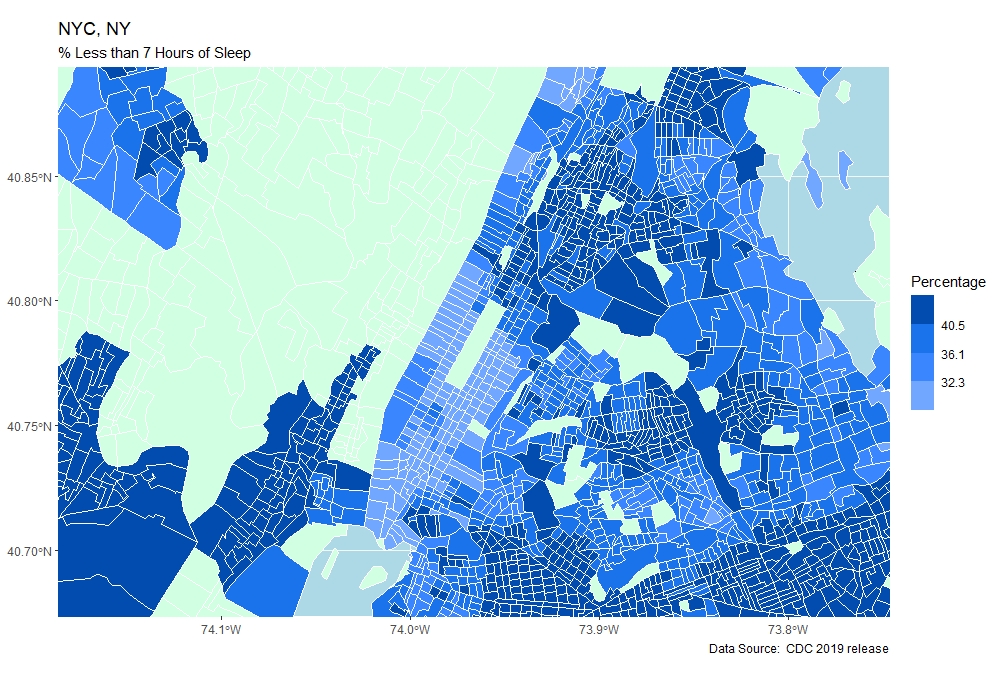 NYC, NY
% Less than 7 Hours of Sleep
40.85°N
40.80°N
40.75°N
40.70°N
74.1°W
74.0°W
73.9°W
73.8°W
Percentage
40.5
36.1
32.3
Data Source:  CDC 2019 release